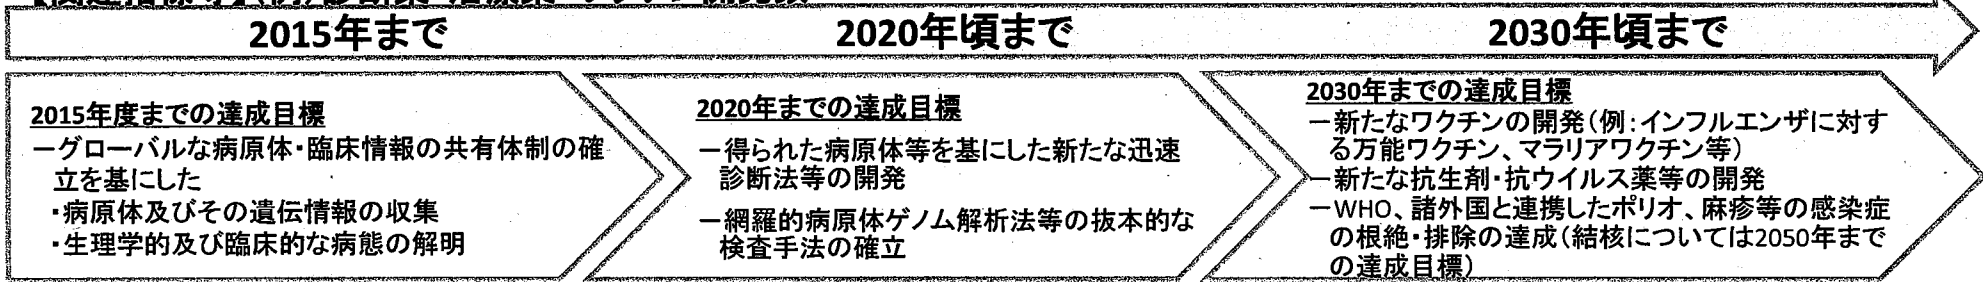 2015年まで
2020年頃まで
2030年頃まで
2015年度までの達成目標
ーグローバルな病原体・臨床情報の共有体制の確
立を基にした
・病原体及びその遺伝情報の収集
・生理学的及び臨床的な病態の解明
2020年までの達成目標
ー得られた病原体等を基にした新たな迅速
診断法等の開発
ー網羅的病原体ゲノム解析法等の抜本的な
検査手法の確立
2030年までの達成目標
ー新たなワクチンの開発(例:インフルエンザに対す
る万能ワクチン、マラリアワクチン等)
ー新たな抗生剤・抗ウイルス薬等の開発
ーWHO、諸外国と連携したポリオ、麻疹等の感染症
の根絶・排除の達成(結核については2050年まで
の達成目標)